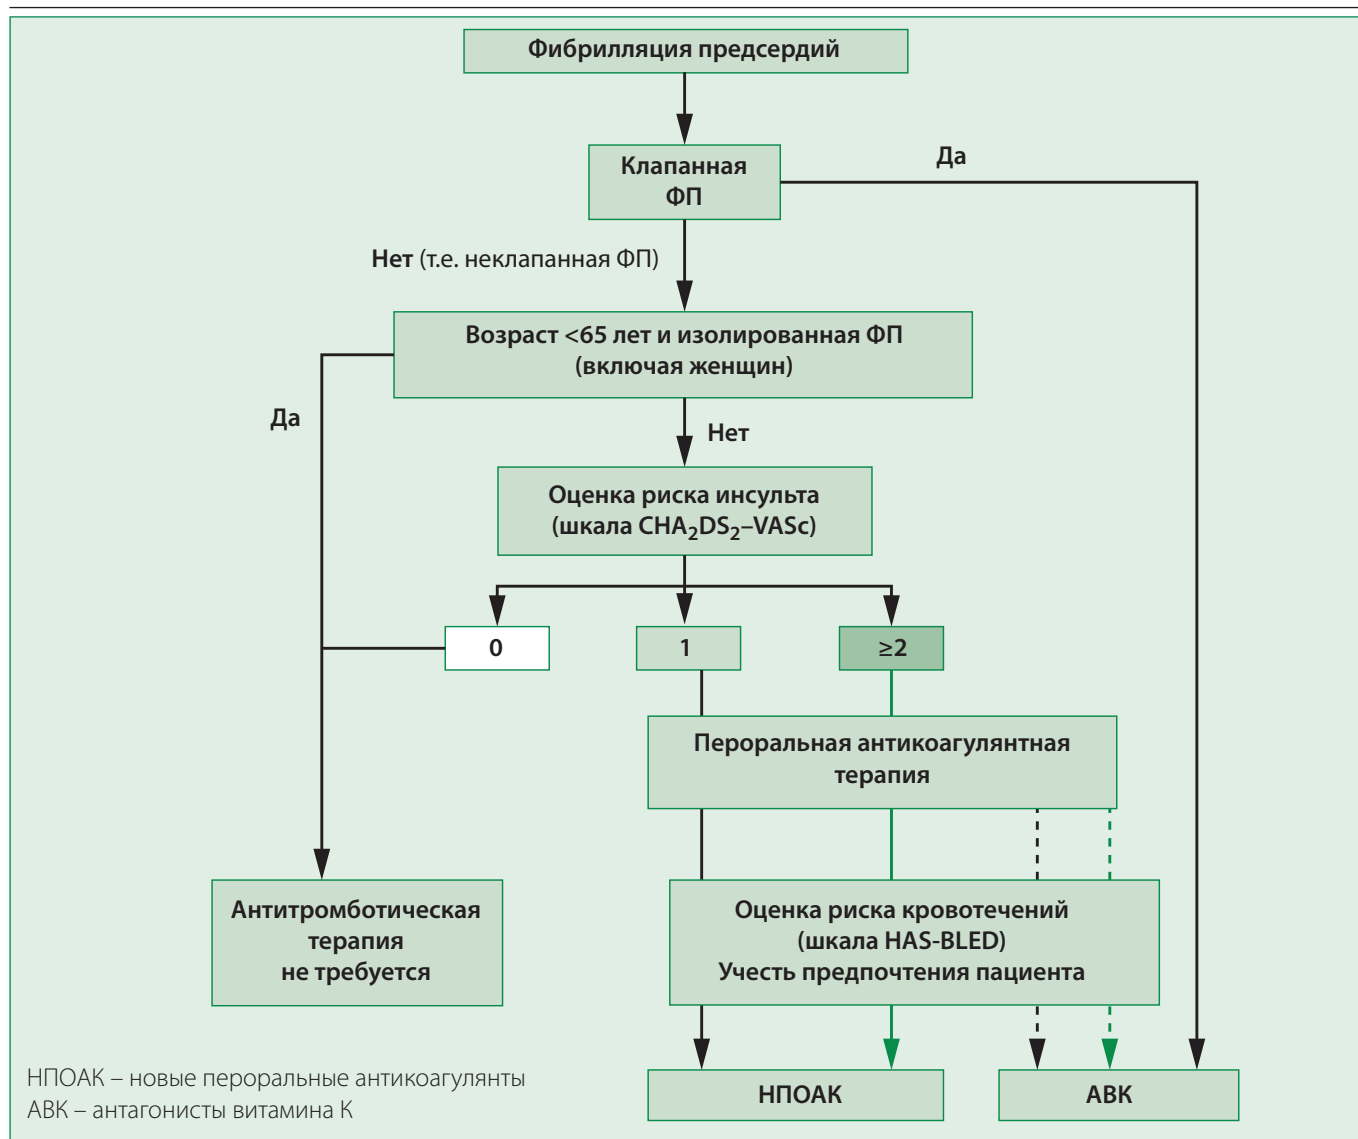 Фибрилляция предсердий
Клапанная
ФП
Да
Нет (т.е. неклапанная ФП)
Возраст <65 лет и изолированная ФП
(включая женщин)
Да
Нет
Оценка риска инсульта
(шкала CHA₂DS₂–VASc)
0
1
≥2
Пероральная антикоагулянтная
терапия
Антитромботическая
терапия
не требуется
Оценка риска кровотечений
(шкала HAS-BLED)
Учесть предпочтения пациента
НПОАК – новые пероральные антикоагулянты
АВК – антагонисты витамина К
НПОАК
АВК